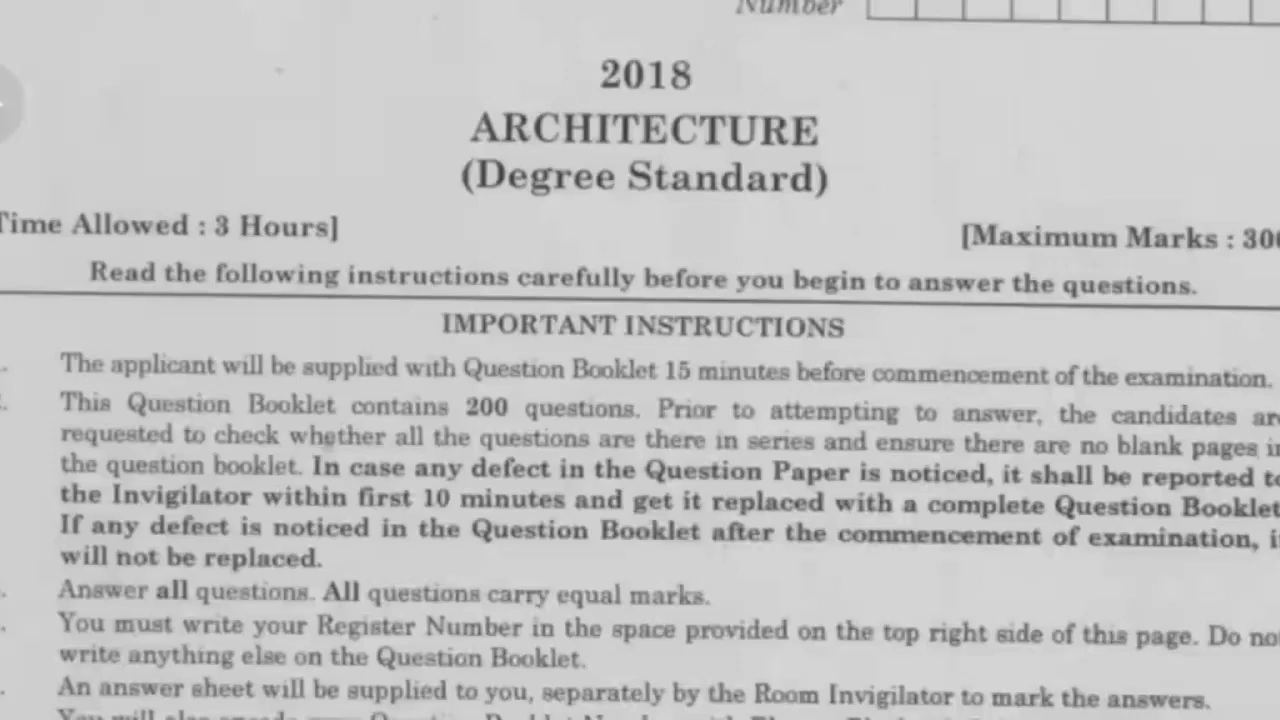 Number
2018
ARCHITECTURE
(Degree Standard)
Time Allowed : 3 Hours]
[Maximum Marks : 300
Read the following instructions carefully before you begin to answer the questions.
IMPORTANT INSTRUCTIONS
The applicant will be supplied with Question Booklet 15 minutes before commencement of the examination.
This Question Booklet contains 200 questions. Prior to attempting to answer, the candidates are
requested to check whether all the questions are there in series and ensure there are no blank pages in
the question booklet. In case any defect in the Question Paper is noticed, it shall be reported to
the Invigilator within first 10 minutes and get it replaced with a complete Question Booklet
If any defect is noticed in the Question Booklet after the commencement of examination, it
will not be replaced.
Answer all questions. All questions carry equal marks.
You must write your Register Number in the space provided on the top right side of this page. Do not
write anything else on the Question Booklet.
An answer sheet will be supplied to you, separately by the Room Invigilator to mark the answers.
You will also